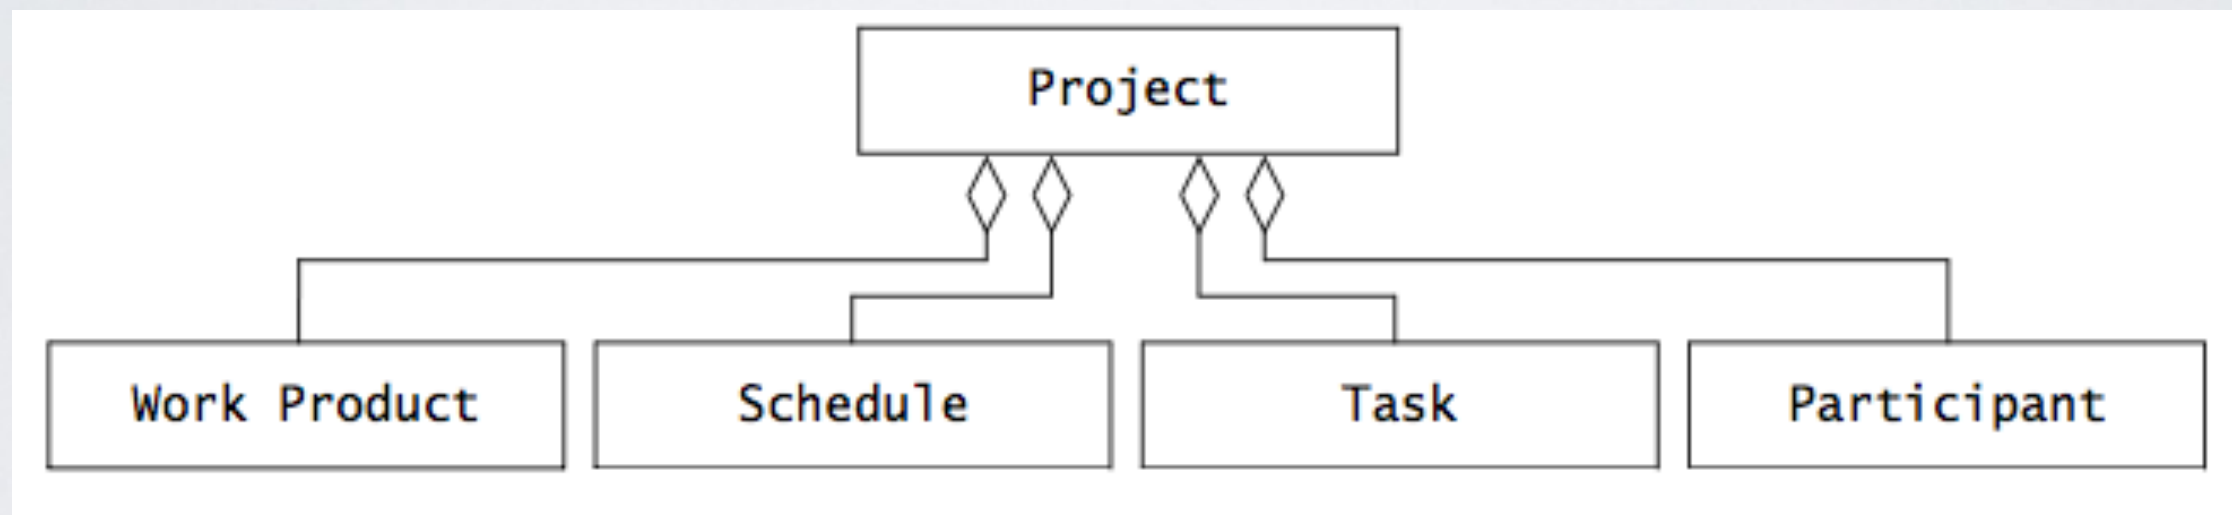 Project
Work Product
Schedule
Task
Participant